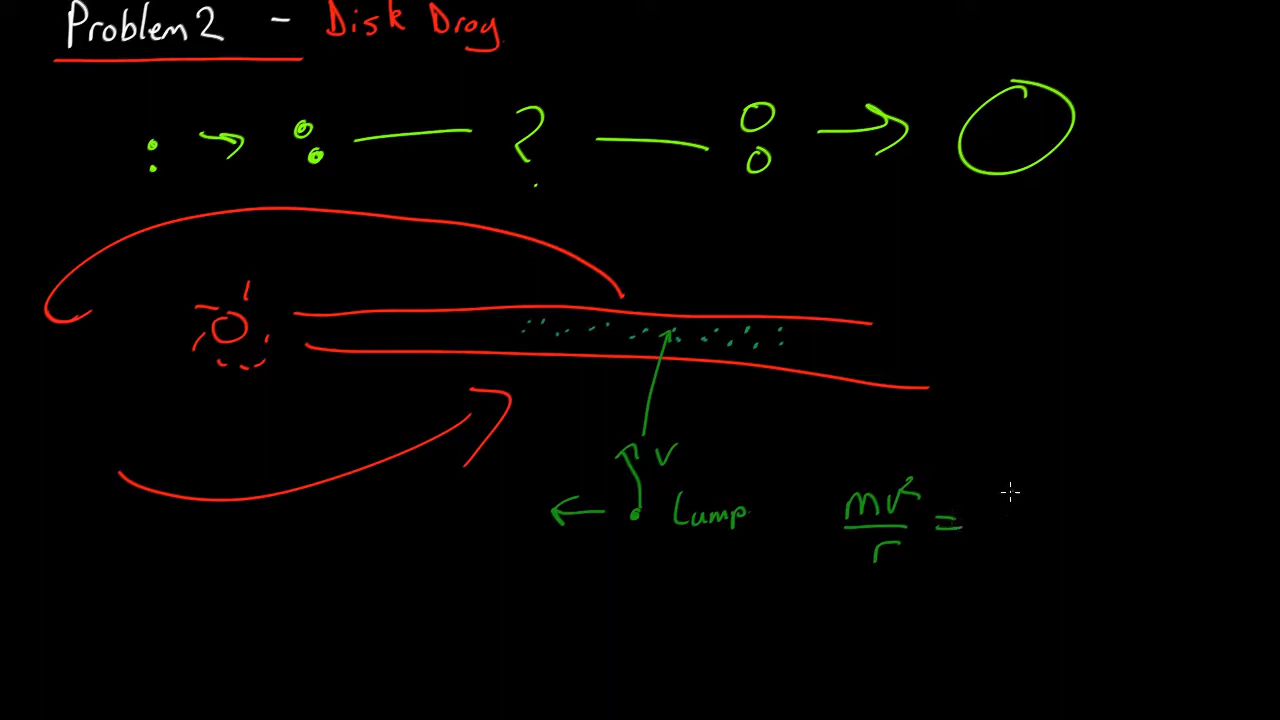 Problem 2 - Disk Drag
?
V
Lump
mv²
=
r